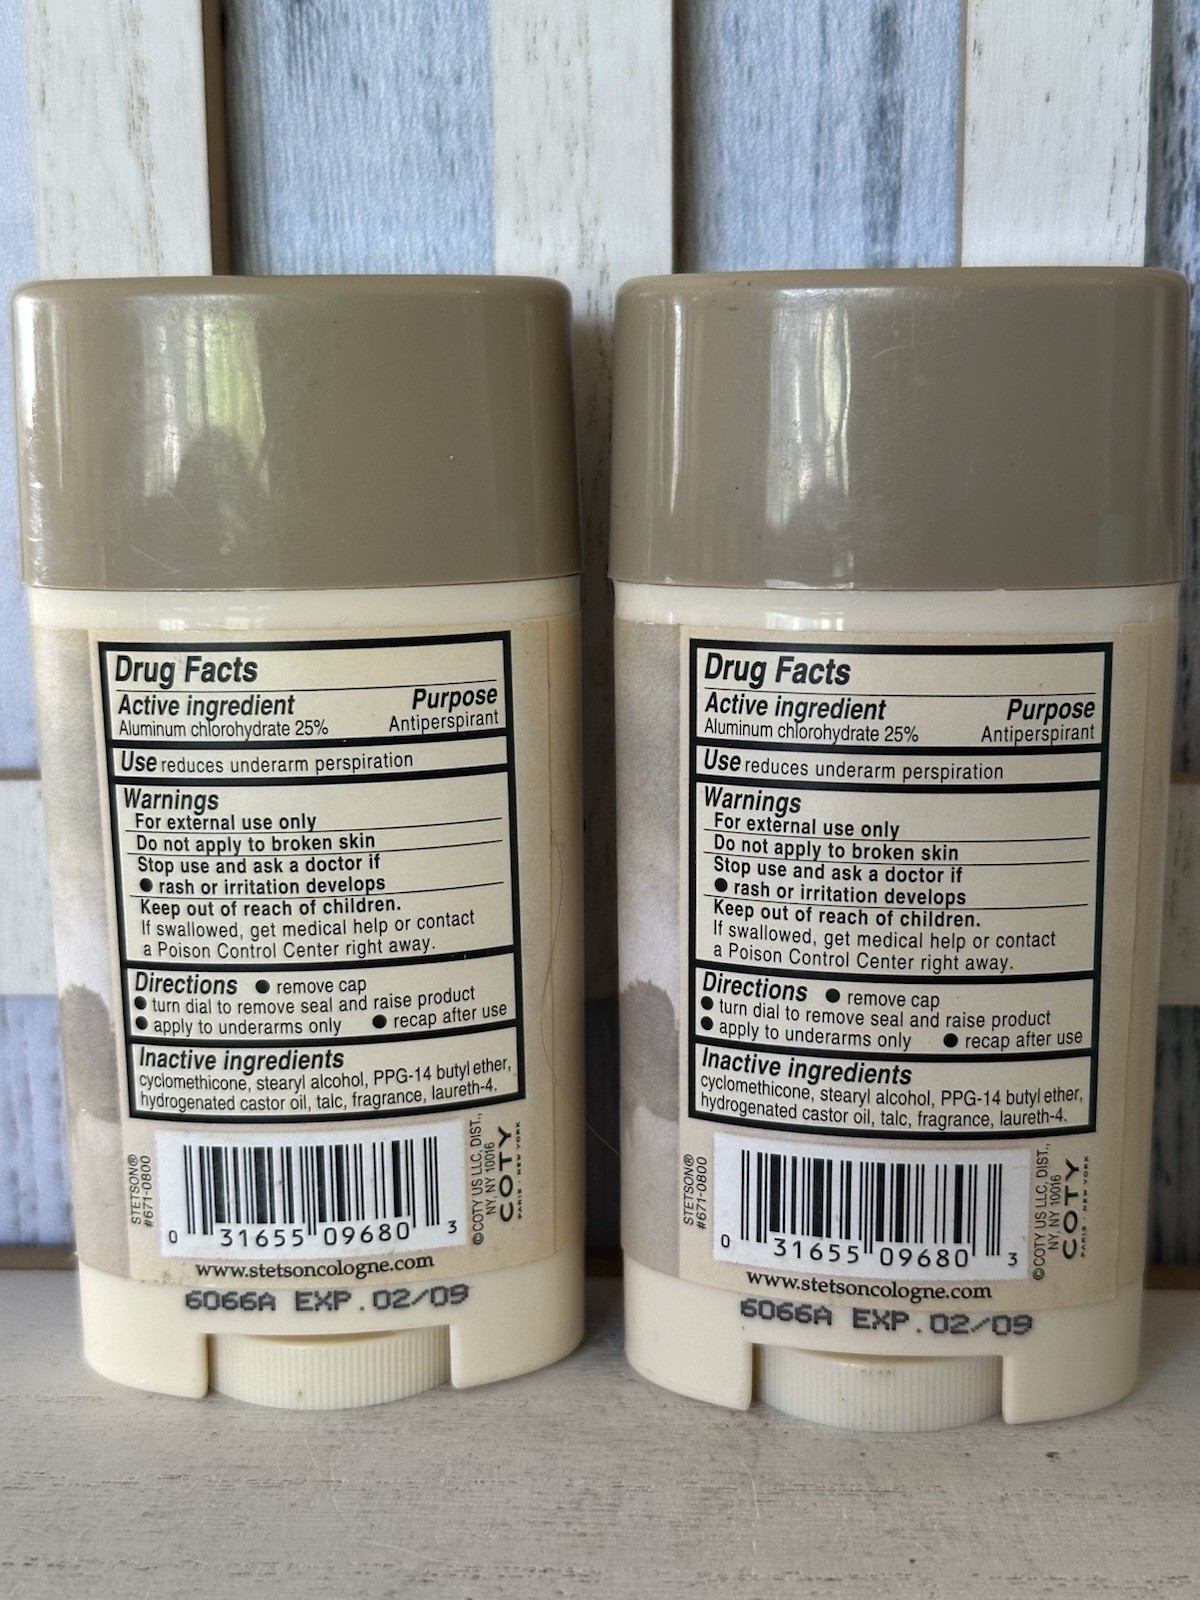 Drug Facts
Active ingredient Purpose
Aluminum chlorohydrate 25% Antiperspirant
Use reduces underarm perspiration
Warnings
For external use only
Do not apply to broken skin
Stop use and ask a doctor if
● rash or irritation develops
Keep out of reach of children.
If swallowed, get medical help or contact
a Poison Control Center right away.
Directions ● remove cap
● turn dial to remove seal and raise product
● apply to underarms only ● recap after use
Inactive ingredients
cyclomethicone, stearyl alcohol, PPG-14 butyl ether,
hydrogenated castor oil, talc, fragrance, laureth-4.
STETSON®
#671-0800
0 31655 09680 3
©COTY US LLC, DIST.,
NY, NY 10016
COTY
PARIS · NEW YORK
www.stetsoncologne.com
6066A EXP.02/09
Drug Facts
Active ingredient Purpose
Aluminum chlorohydrate 25% Antiperspirant
Use reduces underarm perspiration
Warnings
For external use only
Do not apply to broken skin
Stop use and ask a doctor if
● rash or irritation develops
Keep out of reach of children.
If swallowed, get medical help or contact
a Poison Control Center right away.
Directions ● remove cap
● turn dial to remove seal and raise product
● apply to underarms only ● recap after use
Inactive ingredients
cyclomethicone, stearyl alcohol, PPG-14 butyl ether,
hydrogenated castor oil, talc, fragrance, laureth-4.
STETSON®
#671-0800
0 31655 09680 3
©COTY US LLC, DIST.,
NY, NY 10016
COTY
PARIS · NEW YORK
www.stetsoncologne.com
6066A EXP.02/09